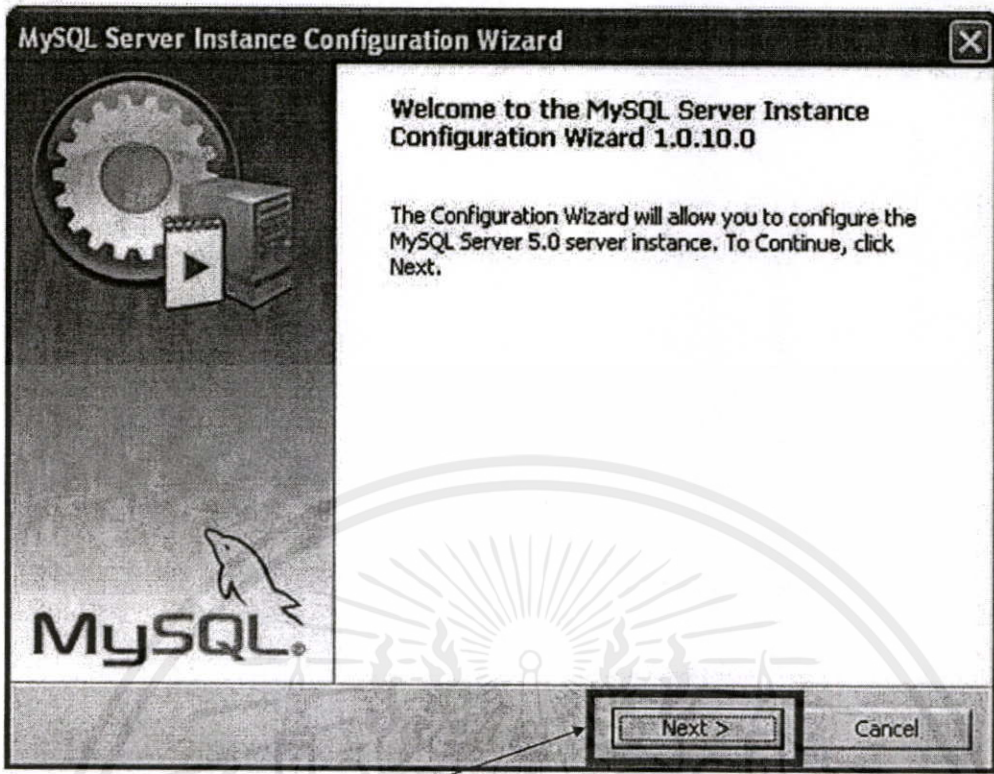 MySQL Server Instance Configuration Wizard
Welcome to the MySQL Server Instance
Configuration Wizard 1.0.10.0
The Configuration Wizard will allow you to configure the
MySQL Server 5.0 server instance. To Continue, click
Next.
MySQL®
Next >
Cancel